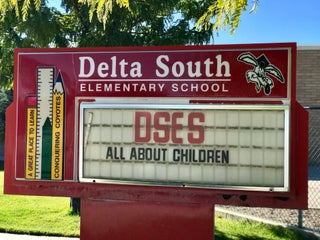 Delta South
ELEMENTARY SCHOOL
A GREAT PLACE TO LEARN
CONQUERING COYOTES
DSES
ALL ABOUT CHILDREN